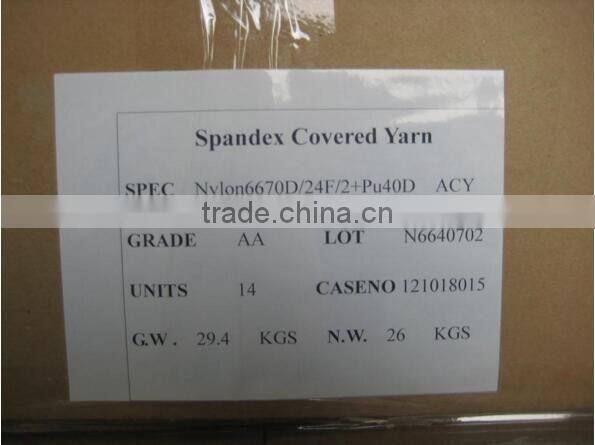 Spandex Covered Yarn
SPEC Nylon6670D/24F/2+Pu40D ACY
trade.china.cn
GRADE AA LOT N6640702
UNITS 14 CASENO 121018015
G.W. 29.4 KGS N.W. 26 KGS